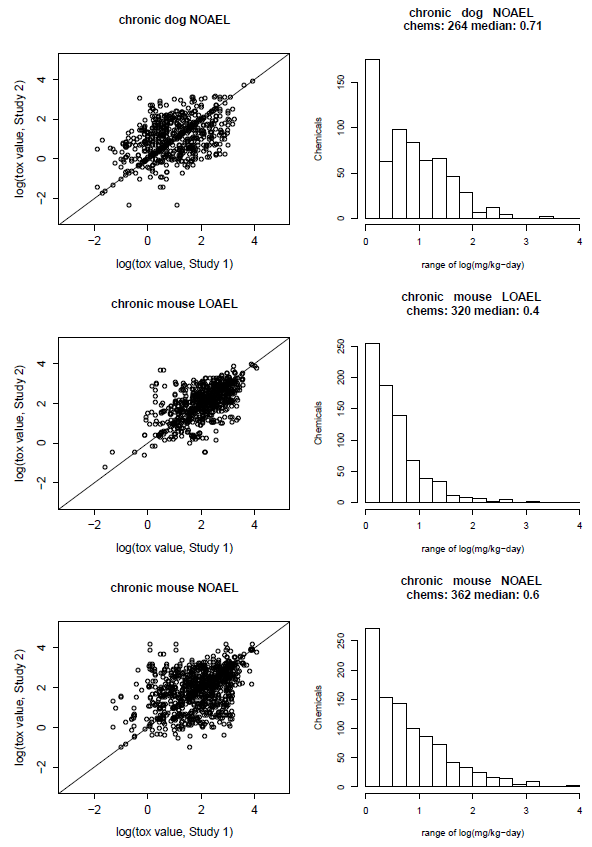 chronic dog NOAEL
log(tox value, Study 2)
4
2
0
−2
−2 0 2 4
log(tox value, Study 1)
chronic dog NOAEL
chems: 264 median: 0.71
Chemicals
150
100
50
0
0 1 2 3 4
range of log(mg/kg−day)
chronic mouse LOAEL
log(tox value, Study 2)
4
2
0
−2
−2 0 2 4
log(tox value, Study 1)
chronic mouse LOAEL
chems: 320 median: 0.4
Chemicals
250
200
150
100
50
0
0 1 2 3 4
range of log(mg/kg−day)
chronic mouse NOAEL
log(tox value, Study 2)
4
2
0
−2
−2 0 2 4
log(tox value, Study 1)
chronic mouse NOAEL
chems: 362 median: 0.6
Chemicals
250
200
150
100
50
0
0 1 2 3 4
range of log(mg/kg−day)